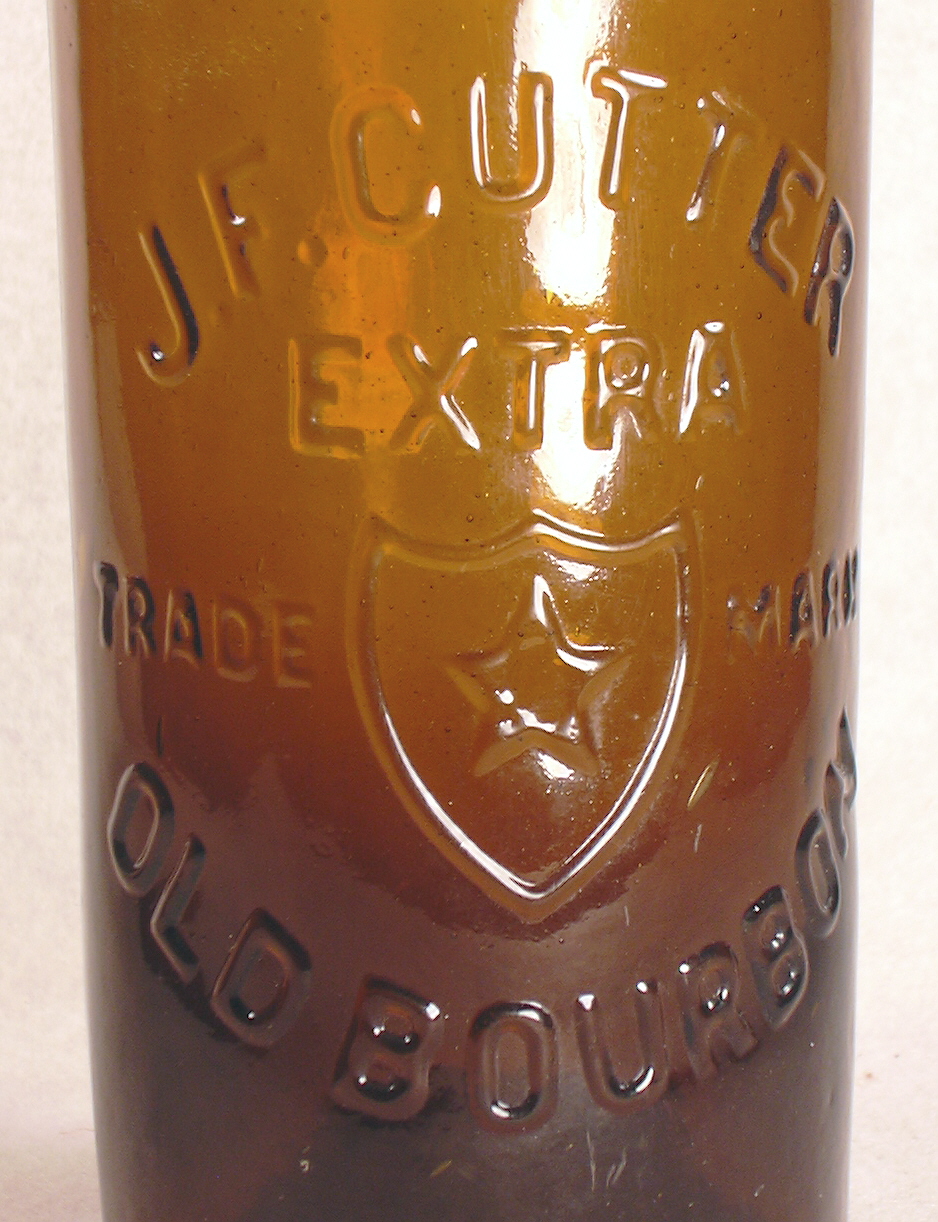 J.F. CUTTER
EXTRA
TRADE MARK
OLD BOURBON